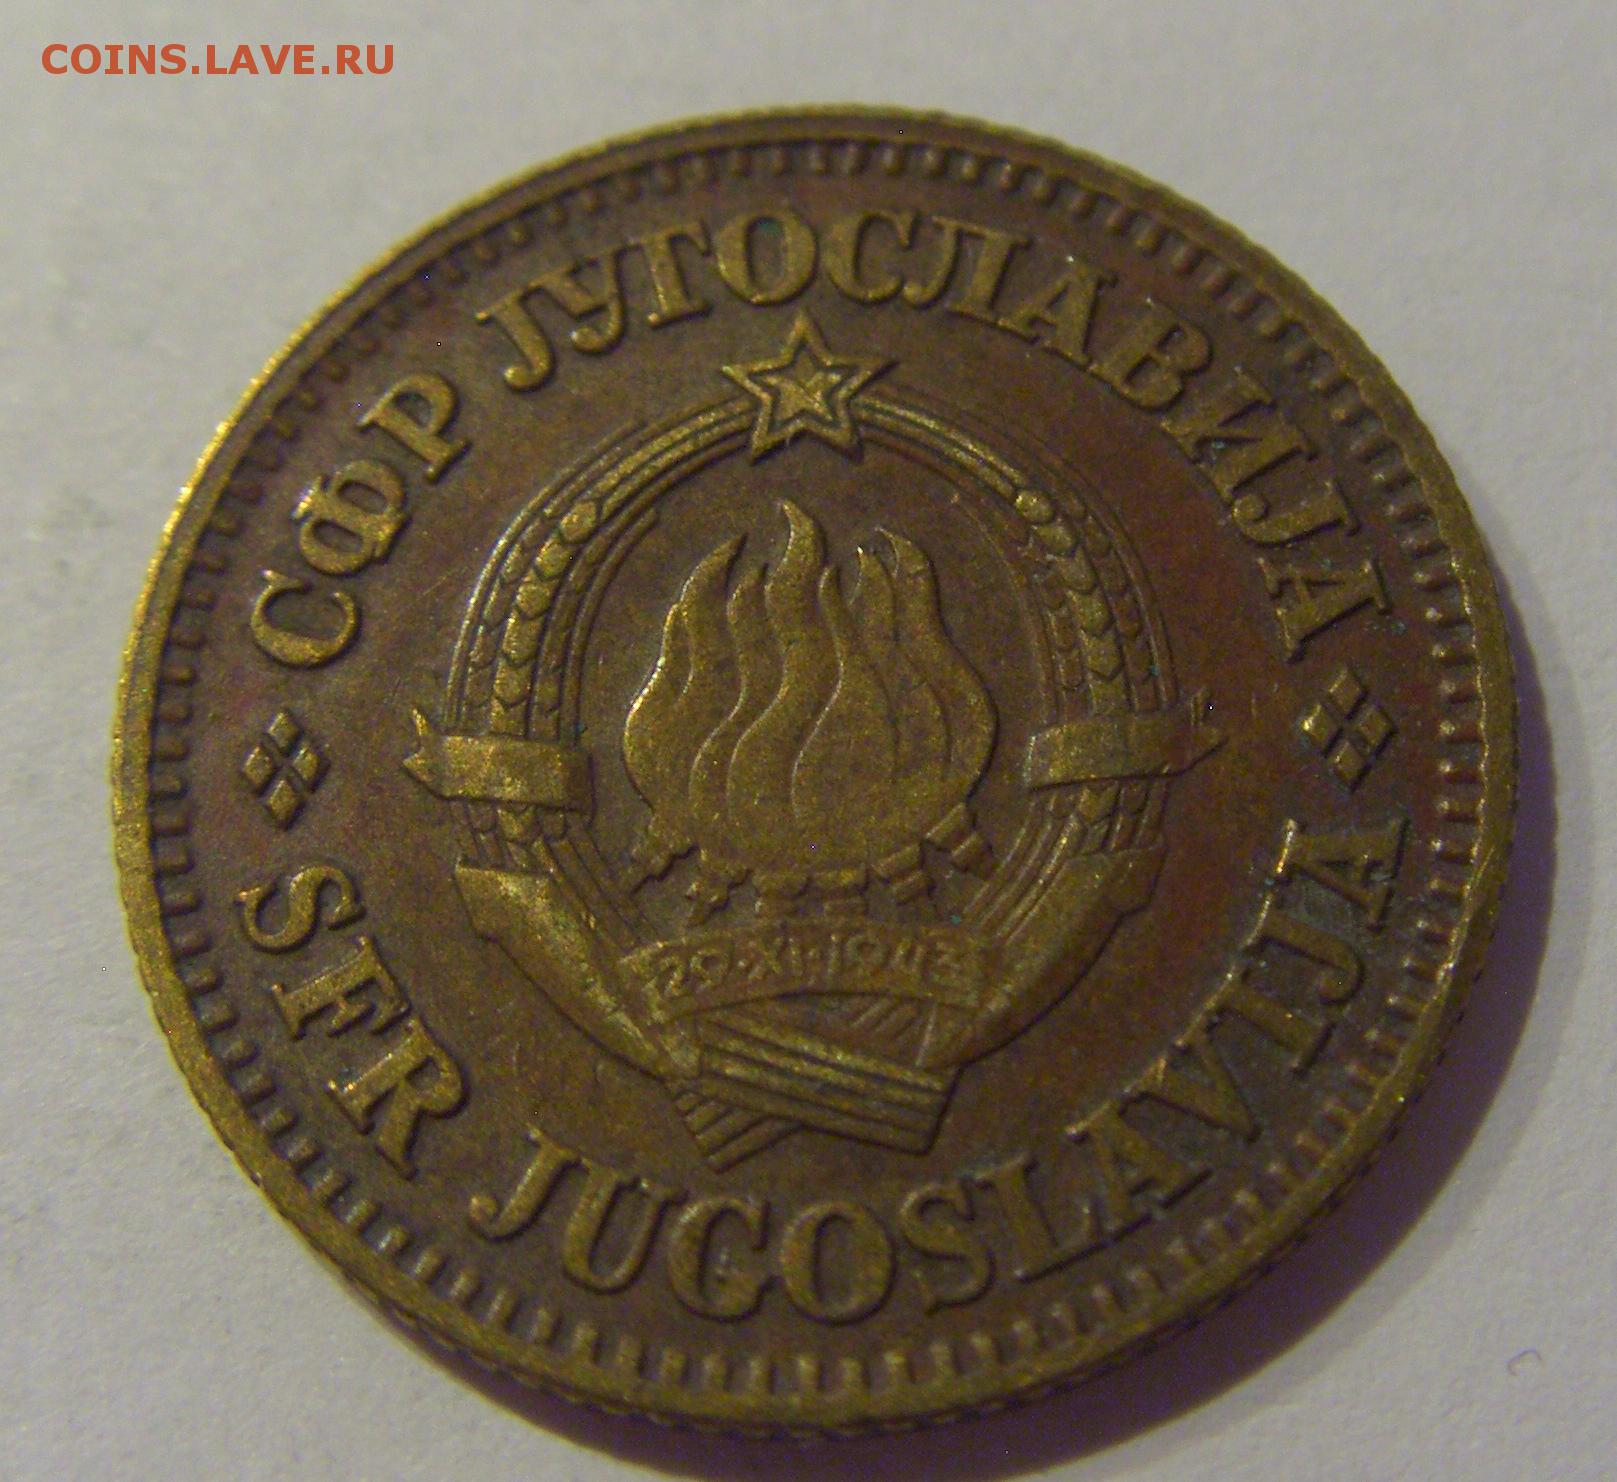 COINS.LAVE.RU
СФР ЈУГОСЛАВИЈА
29·XI·1943
SFR JUGOSLAVIJA